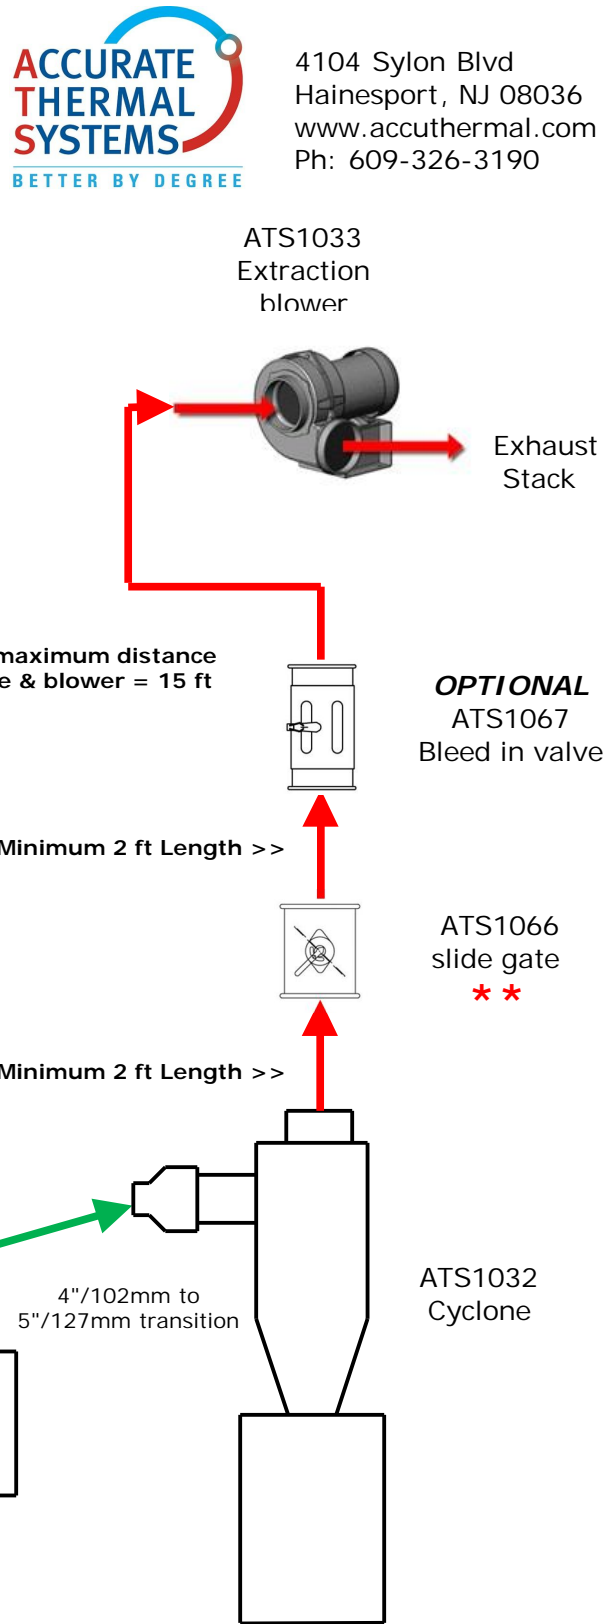 ACCURATE
THERMAL
SYSTEMS
BETTER BY DEGREE
4104 Sylon Blvd
Hainesport, NJ 08036
www.accuthermal.com
Ph: 609-326-3190
ATS1033
Extraction
blower
Exhaust
Stack
maximum distance
e & blower = 15 ft
OPTIONAL
ATS1067
Bleed in valve
Minimum 2 ft Length >>
ATS1066
slide gate
**
Minimum 2 ft Length >>
4"/102mm to
5"/127mm transition
ATS1032
Cyclone